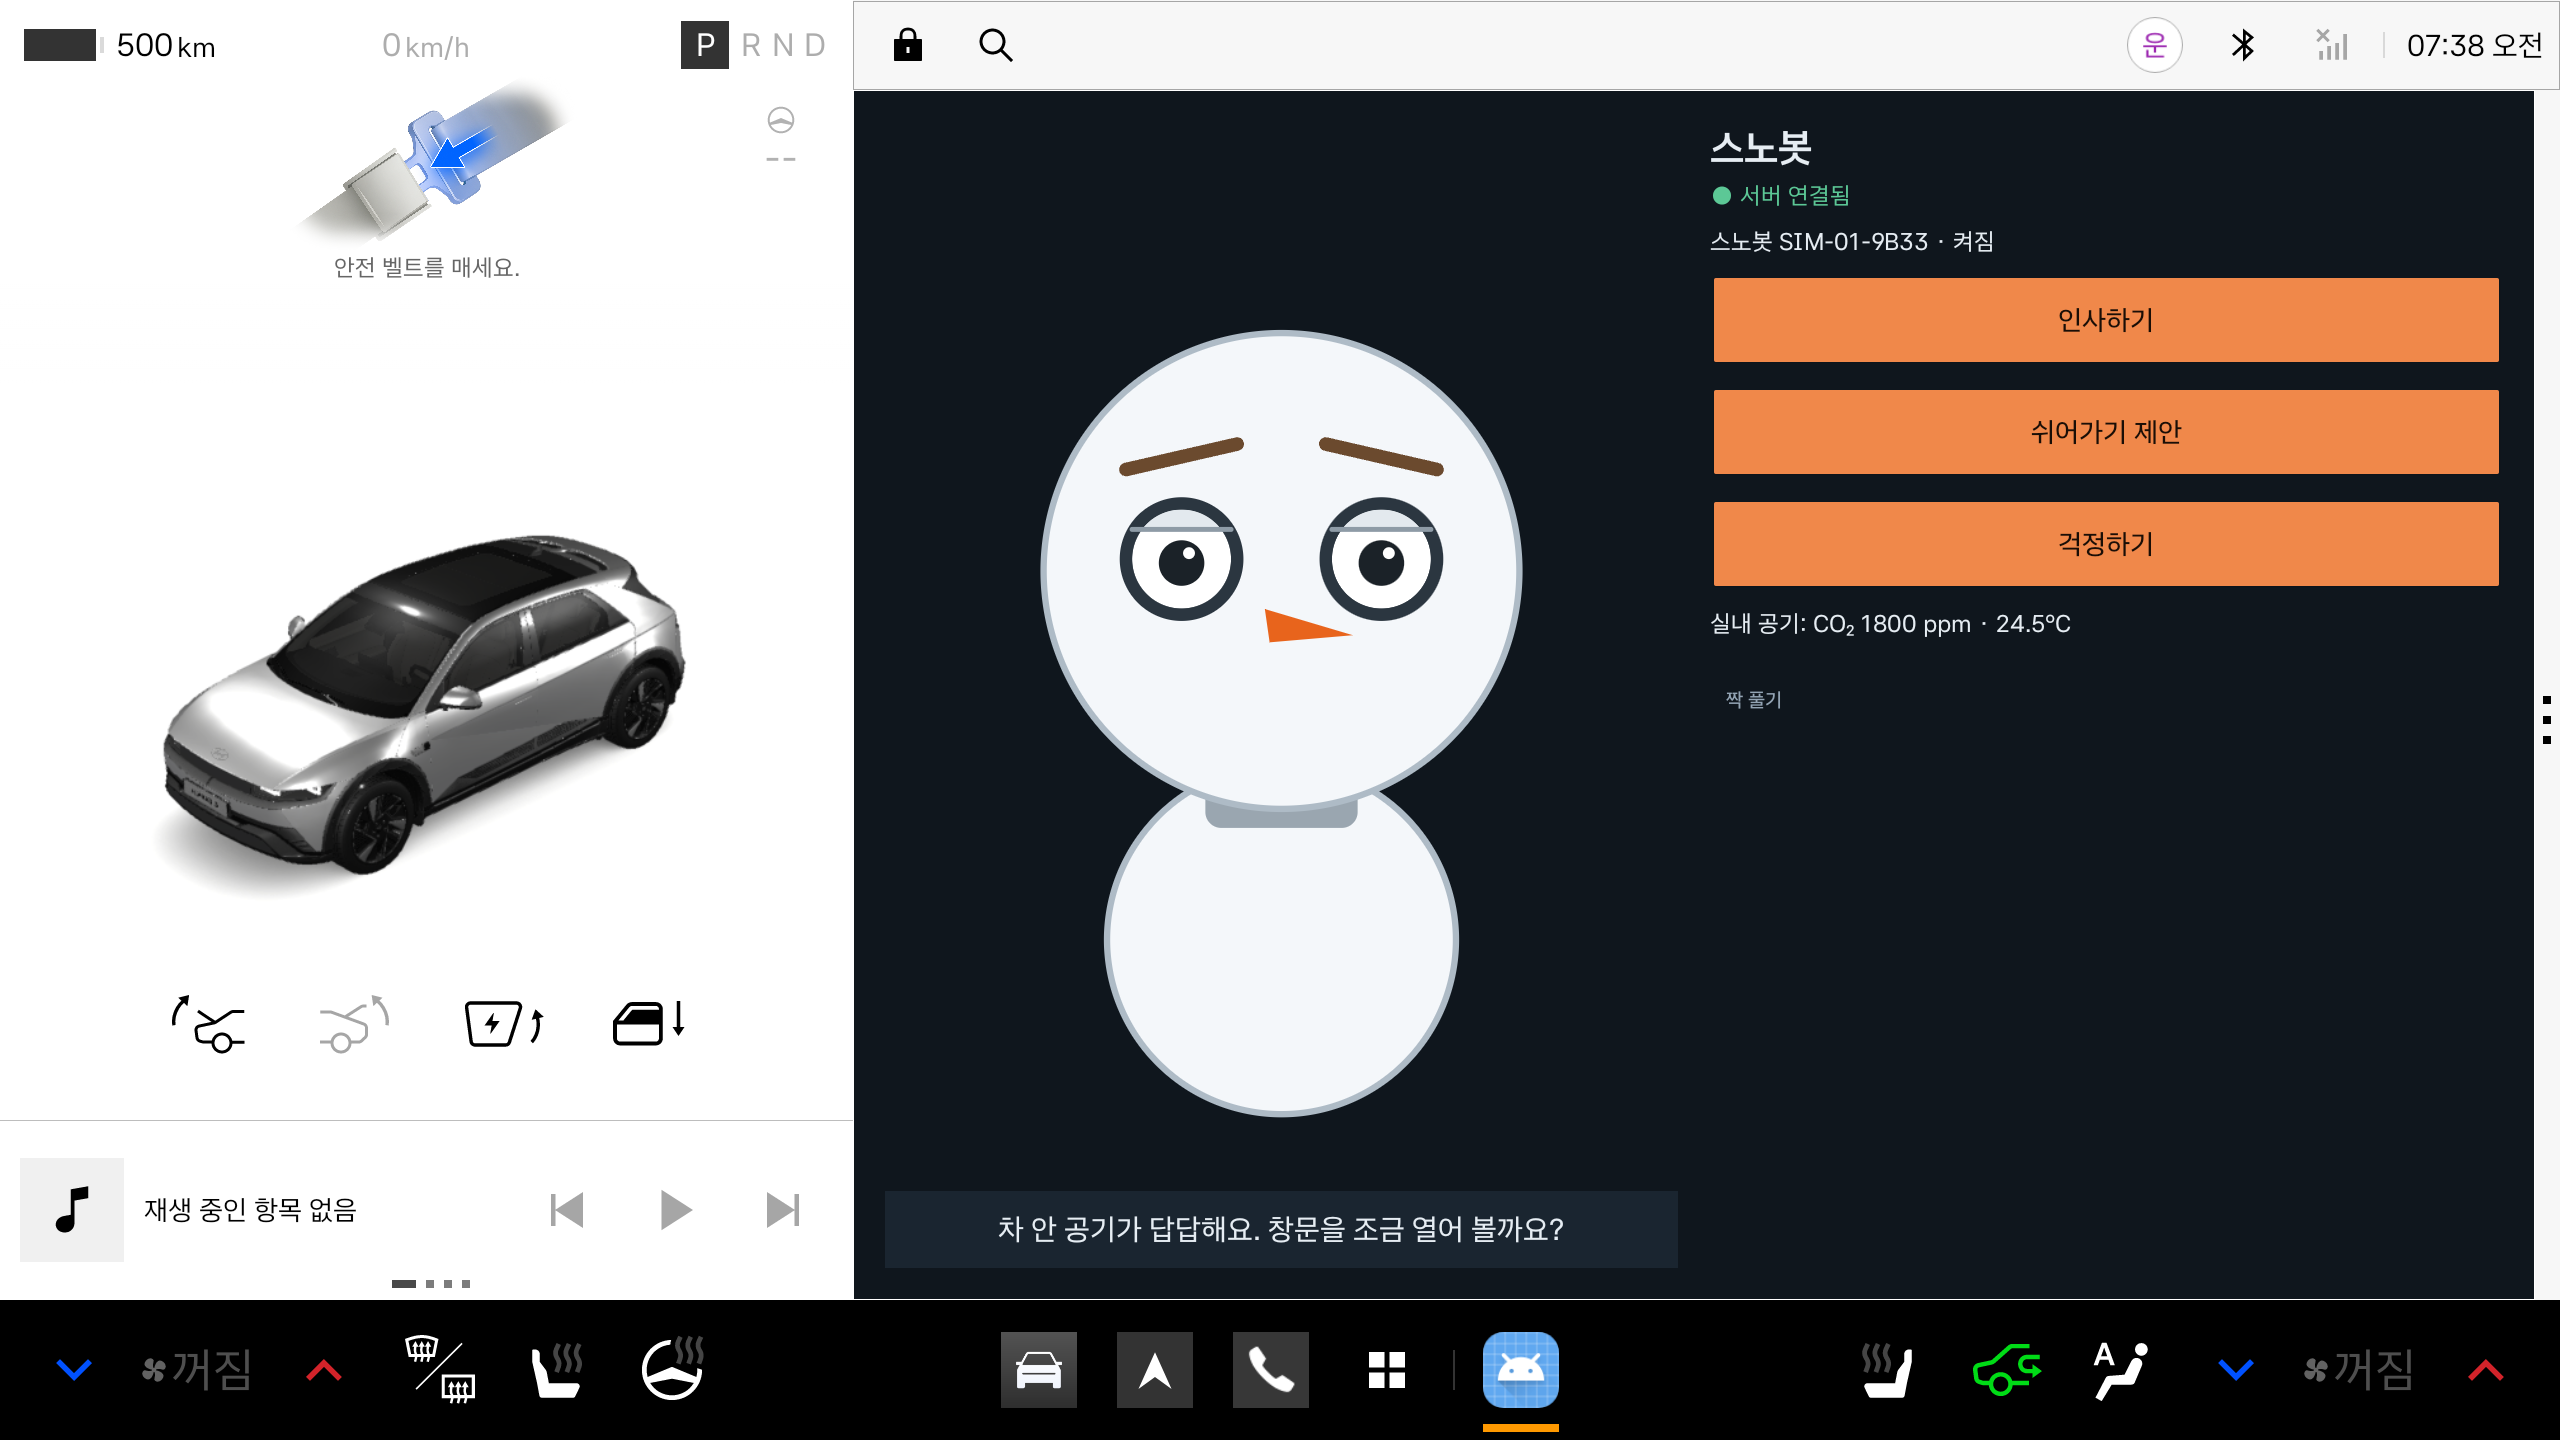 500 km
0 km/h
P R N D
안전 벨트를 매세요.
재생 중인 항목 없음
운
07:38 오전
스노봇
서버 연결됨
스노봇 SIM-01-9B33 · 켜짐
인사하기
쉬어가기 제안
걱정하기
실내 공기: CO₂ 1800 ppm · 24.5°C
짝 풀기
차 안 공기가 답답해요. 창문을 조금 열어 볼까요?
꺼짐
A
꺼짐